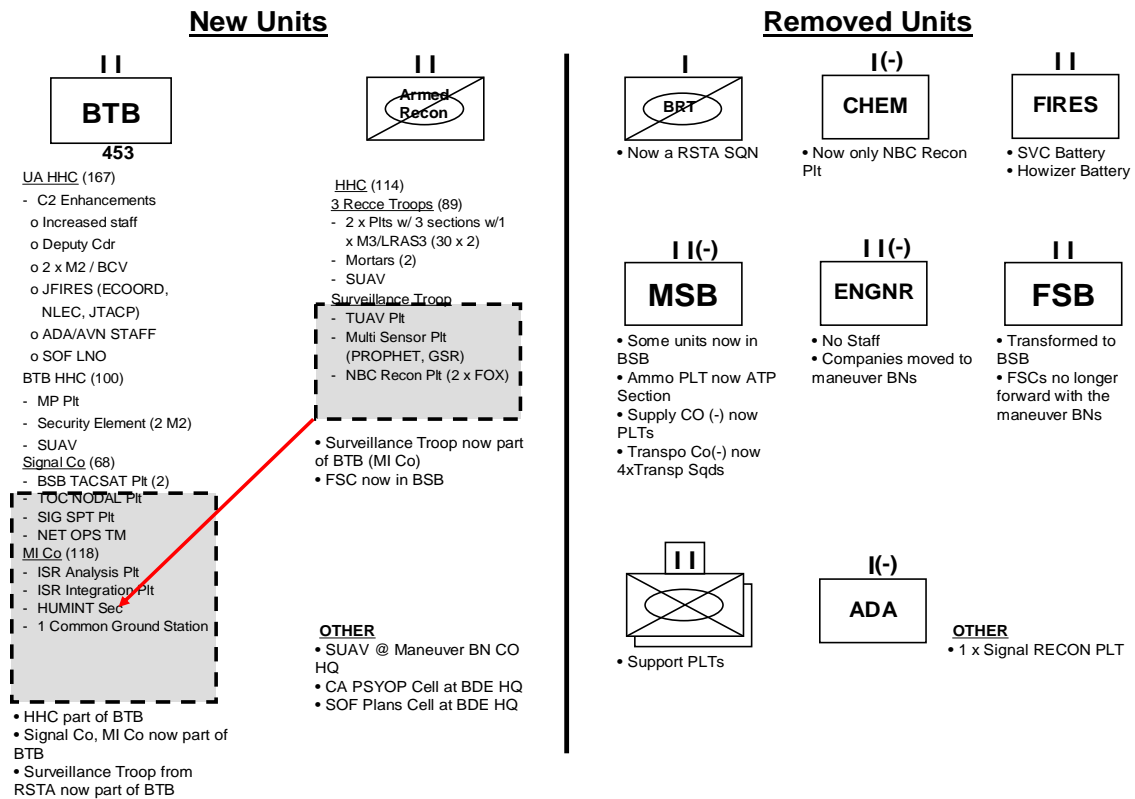 New Units
I I
BTB
453
UA HHC (167)
- C2 Enhancements
o Increased staff
o Deputy Cdr
o 2 x M2 / BCV
o JFIRES (ECOORD,
NLEC, JTACP)
o ADA/AVN STAFF
o SOF LNO
BTB HHC (100)
- MP Plt
- Security Element (2 M2)
- SUAV
Signal Co (68)
- BSB TACSAT Plt (2)
- TOC NODAL Plt
- SIG SPT Plt
- NET OPS TM
MI Co (118)
- ISR Analysis Plt
- ISR Integration Plt
- HUMINT Sec
- 1 Common Ground Station
• HHC part of BTB
• Signal Co, MI Co now part of
BTB
• Surveillance Troop from
RSTA now part of BTB
I I
Armed
Recon
HHC (114)
3 Recce Troops (89)
- 2 x Plts w/ 3 sections w/1
x M3/LRAS3 (30 x 2)
- Mortars (2)
- SUAV
Surveillance Troop
- TUAV Plt
- Multi Sensor Plt
(PROPHET, GSR)
- NBC Recon Plt (2 x FOX)
• Surveillance Troop now part
of BTB (MI Co)
• FSC now in BSB
OTHER
• SUAV @ Maneuver BN CO
HQ
• CA PSYOP Cell at BDE HQ
• SOF Plans Cell at BDE HQ
Removed Units
I
BRT
• Now a RSTA SQN
I(-)
CHEM
• Now only NBC Recon
Plt
I I
FIRES
• SVC Battery
• Howizer Battery
I I(-)
MSB
• Some units now in
BSB
• Ammo PLT now ATP
Section
• Supply CO (-) now
PLTs
• Transpo Co(-) now
4xTransp Sqds
I I(-)
ENGNR
• No Staff
• Companies moved to
maneuver BNs
I I
FSB
• Transformed to
BSB
• FSCs no longer
forward with the
maneuver BNs
I I
• Support PLTs
I(-)
ADA
OTHER
• 1 x Signal RECON PLT